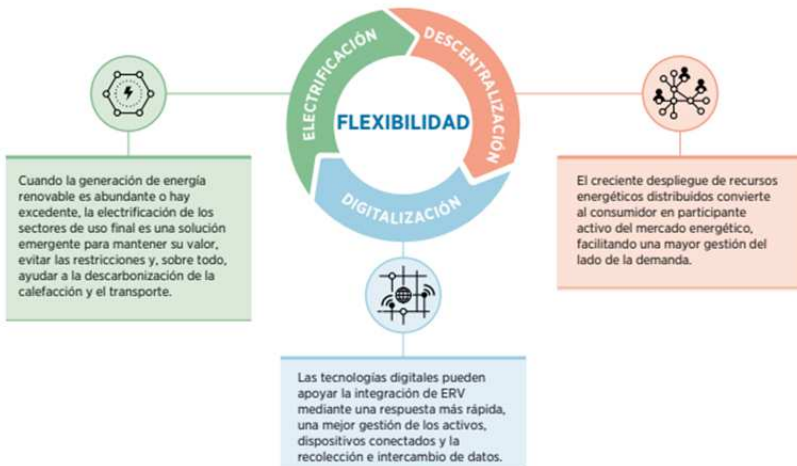 ELECTRIFICACIÓN
DESCENTRALIZACIÓN
FLEXIBILIDAD
DIGITALIZACIÓN
Cuando la generación de energía
renovable es abundante o hay
excedente, la electrificación de los
sectores de uso final es una solución
emergente para mantener su valor,
evitar las restricciones y, sobre todo,
ayudar a la descarbonización de la
calefacción y el transporte.
El creciente despliegue de recursos
energéticos distribuidos convierte
al consumidor en participante
activo del mercado energético,
facilitando una mayor gestión del
lado de la demanda.
Las tecnologías digitales pueden
apoyar la integración de ERV
mediante una respuesta más rápida,
una mejor gestión de los activos,
dispositivos conectados y la
recolección e intercambio de datos.